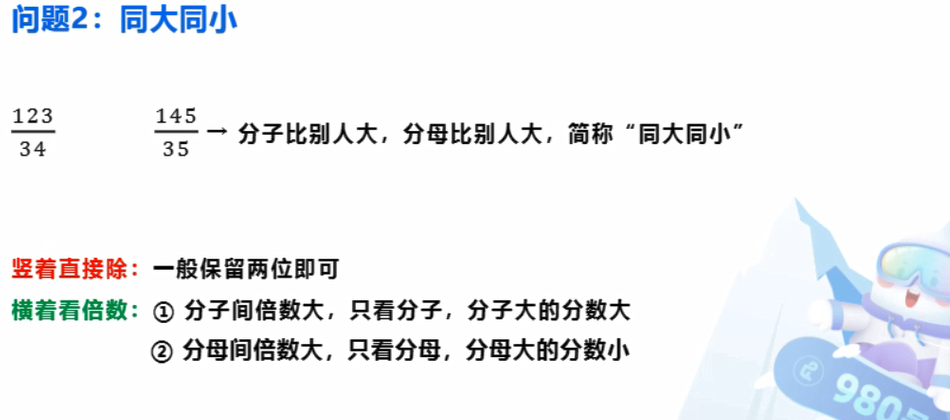 问题2：同大同小
123/34 145/35 → 分子比别人大，分母比别人大，简称“同大同小”
竖着直接除：一般保留两位即可
横着看倍数：① 分子间倍数大，只看分子，分子大的分数大
② 分母间倍数大，只看分母，分母大的分数小
980